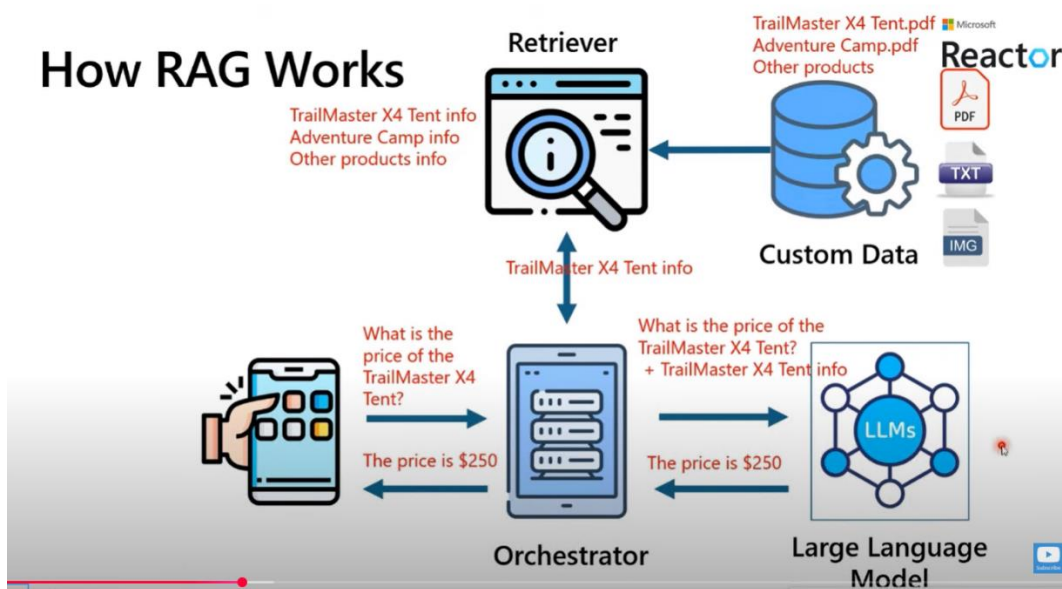 How RAG Works
Retriever
TrailMaster X4 Tent info
Adventure Camp info
Other products info
TrailMaster X4 Tent.pdf
Adventure Camp.pdf
Other products
Microsoft
Reactor
PDF
TXT
IMG
Custom Data
TrailMaster X4 Tent info
What is the
price of the
TrailMaster X4
Tent?
What is the price of the
TrailMaster X4 Tent?
+ TrailMaster X4 Tent info
LLMs
The price is $250
The price is $250
Orchestrator
Large Language
Model
Subscribe